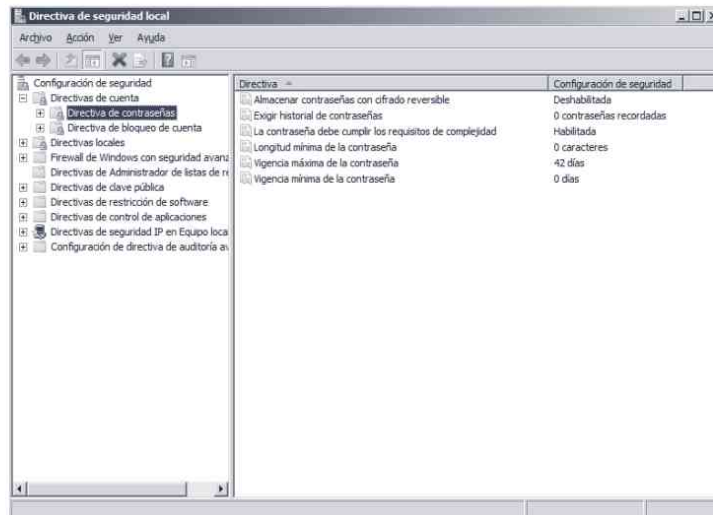 Directiva de seguridad local
Archivo Acción Ver Ayuda
Configuración de seguridad
Directivas de cuenta
Directiva de contraseñas
Directiva de bloqueo de cuenta
Directivas locales
Firewall de Windows con seguridad avanz
Directivas de Administrador de listas de re
Directivas de clave pública
Directivas de restricción de software
Directivas de control de aplicaciones
Directivas de seguridad IP en Equipo loca
Configuración de directiva de auditoría av
Directiva Configuración de seguridad
Almacenar contraseñas con cifrado reversible Deshabilitada
Exigir historial de contraseñas 0 contraseñas recordadas
La contraseña debe cumplir los requisitos de complejidad Habilitada
Longitud mínima de la contraseña 0 caracteres
Vigencia máxima de la contraseña 42 días
Vigencia mínima de la contraseña 0 días